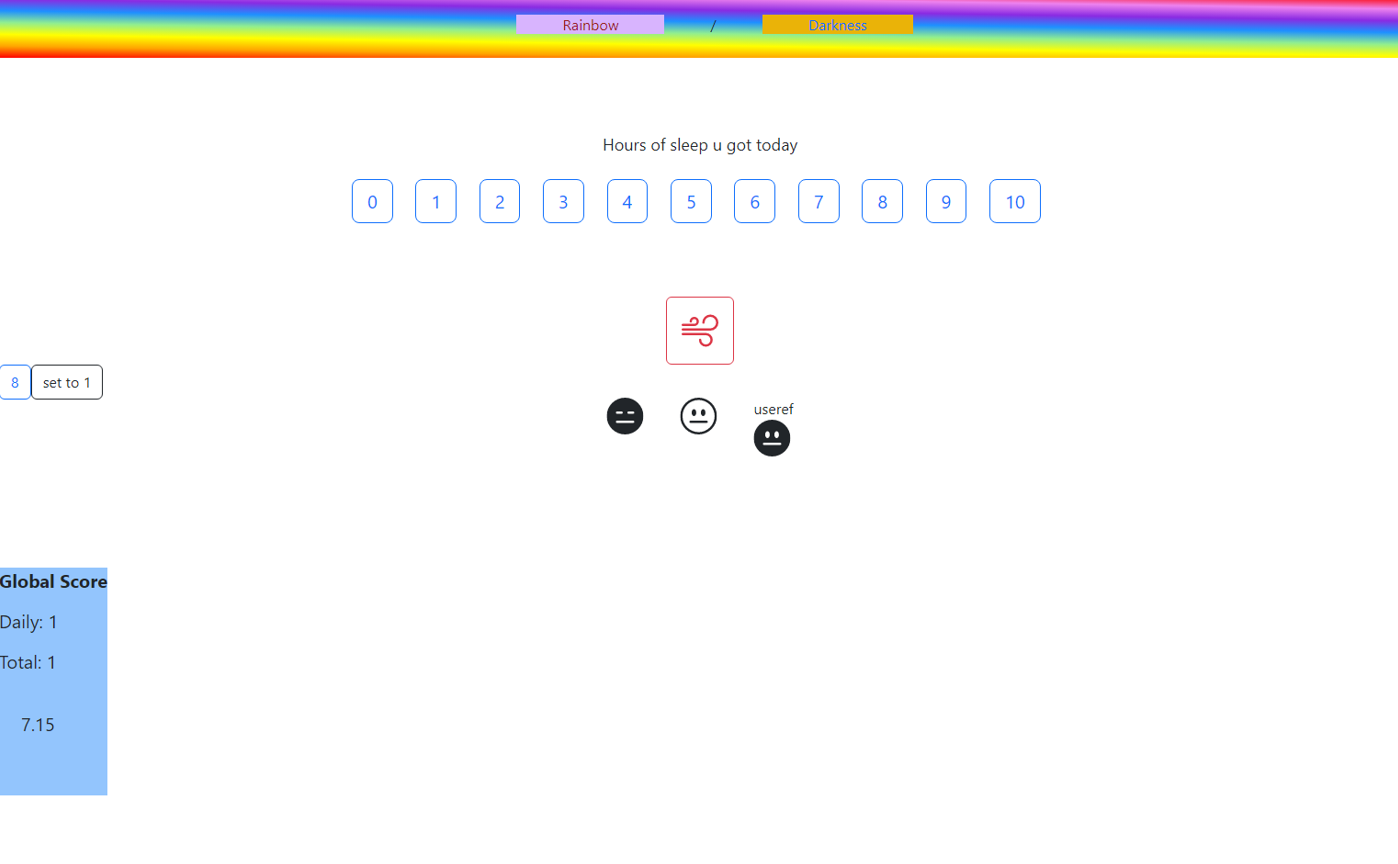 Rainbow / Darkness
Hours of sleep u got today
0 1 2 3 4 5 6 7 8 9 10
8 set to 1
useref
Global Score
Daily: 1
Total: 1
7.15